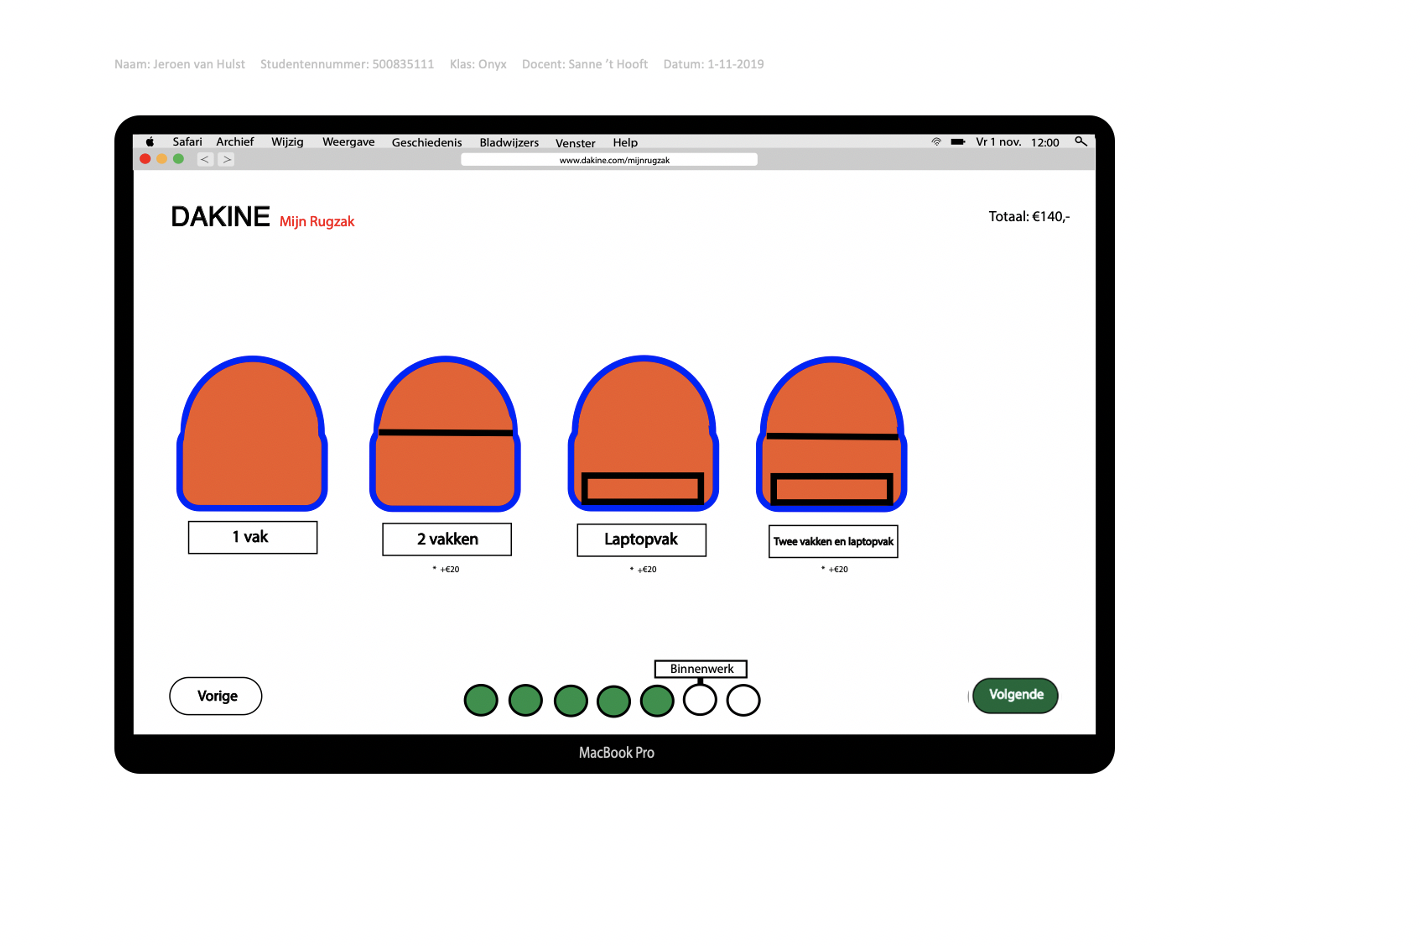 Naam: Jeroen van Hulst Studentennummer: 500835111 Klas: Onyx Docent: Sanne 't Hooft Datum: 1-11-2019
Safari Archief Wijzig Weergave Geschiedenis Bladwijzers Venster Help Vr 1 nov. 12:00
< > www.dakine.com/mijnrugzak
DAKINE Mijn Rugzak Totaal: €140,-
1 vak 2 vakken Laptopvak Twee vakken en laptopvak
* +€20 * +€20 * +€20
Binnenwerk
Vorige Volgende
MacBook Pro